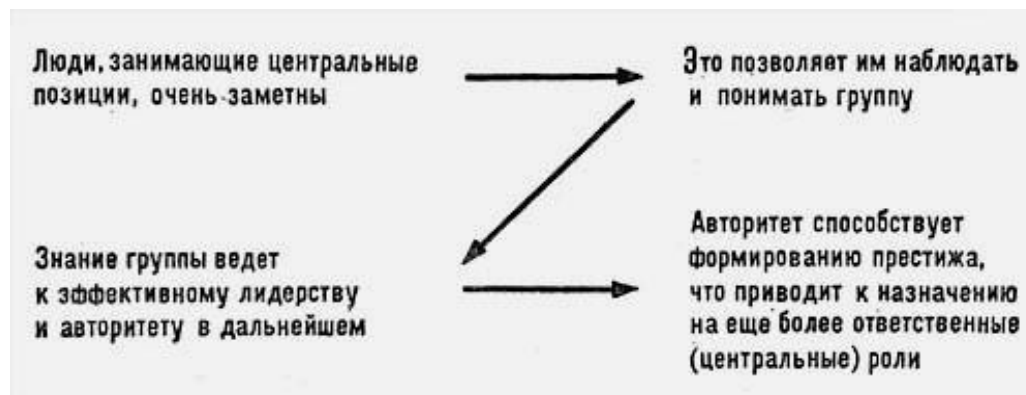 Люди, занимающие центральные
позиции, очень заметны
Это позволяет им наблюдать
и понимать группу
Знание группы ведет
к эффективному лидерству
и авторитету в дальнейшем
Авторитет способствует
формированию престижа,
что приводит к назначению
на еще более ответственные
(центральные) роли